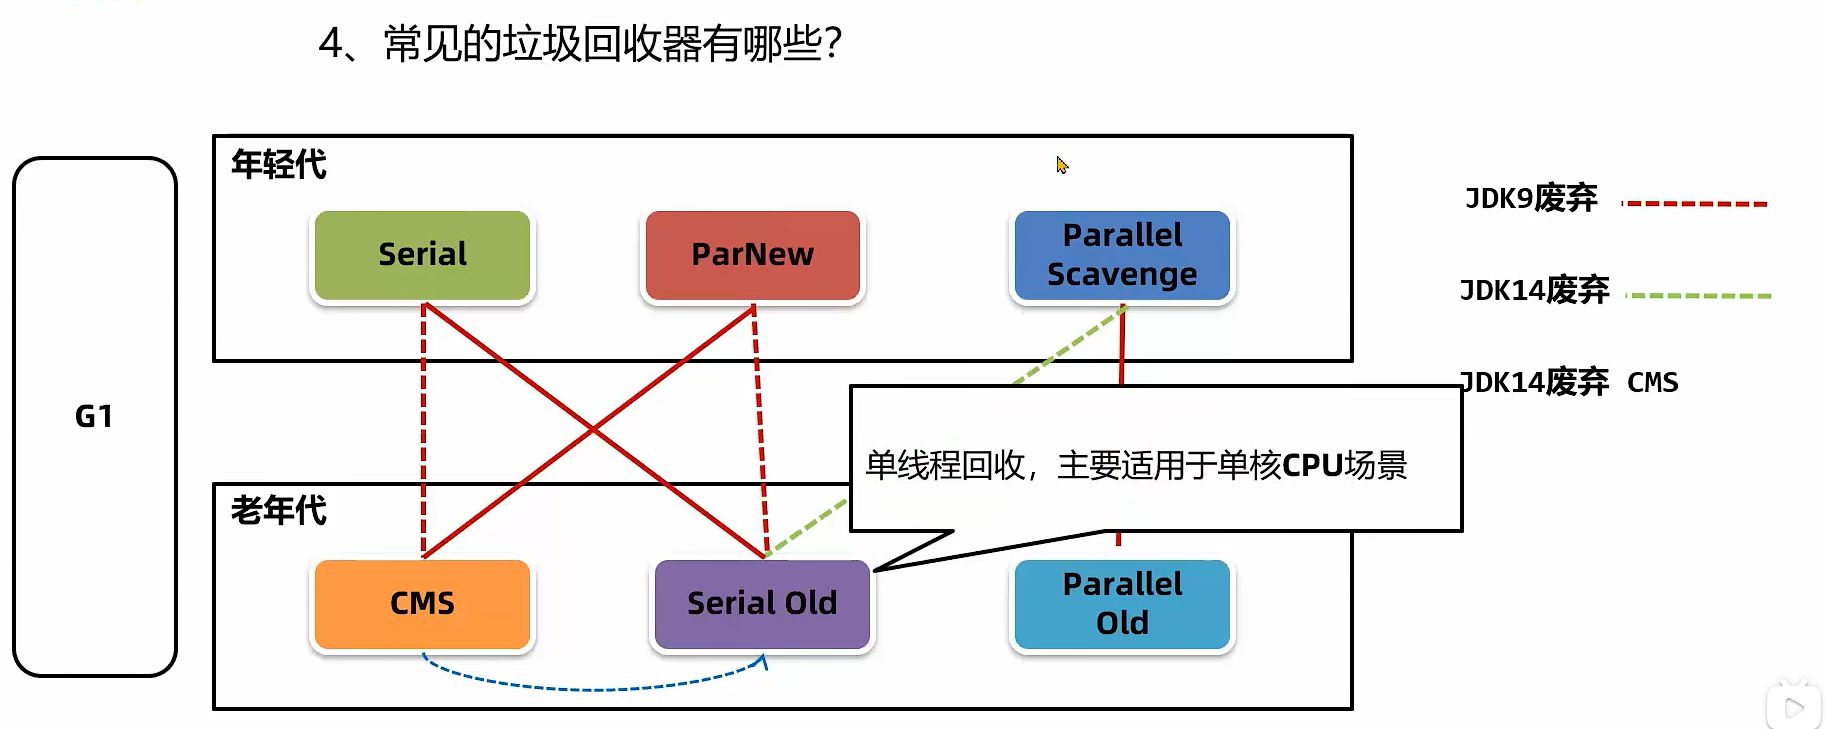 4、常见的垃圾回收器有哪些?
年轻代
Serial
ParNew
Parallel
Scavenge
JDK9废弃
JDK14废弃
JDK14废弃 CMS
G1
单线程回收，主要适用于单核CPU场景
老年代
CMS
Serial Old
Parallel
Old